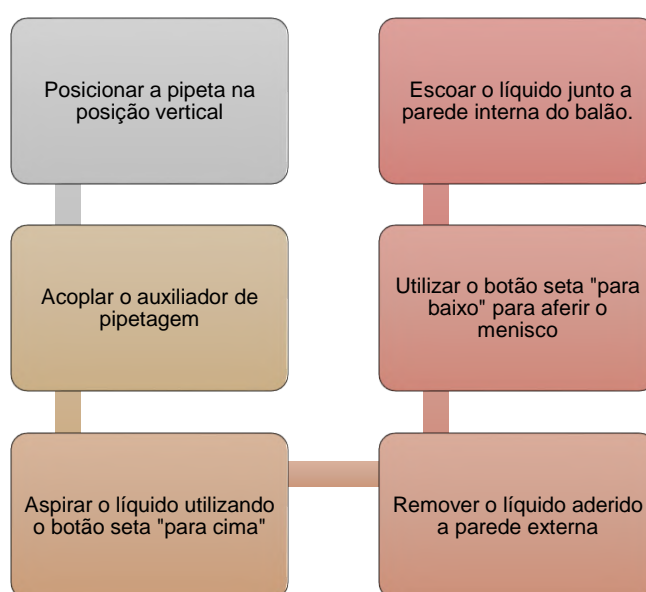 Posicionar a pipeta na
posição vertical
Acoplar o auxiliador de
pipetagem
Aspirar o líquido utilizando
o botão seta "para cima"
Remover o líquido aderido
a parede externa
Utilizar o botão seta "para
baixo" para aferir o
menisco
Escoar o líquido junto a
parede interna do balão.